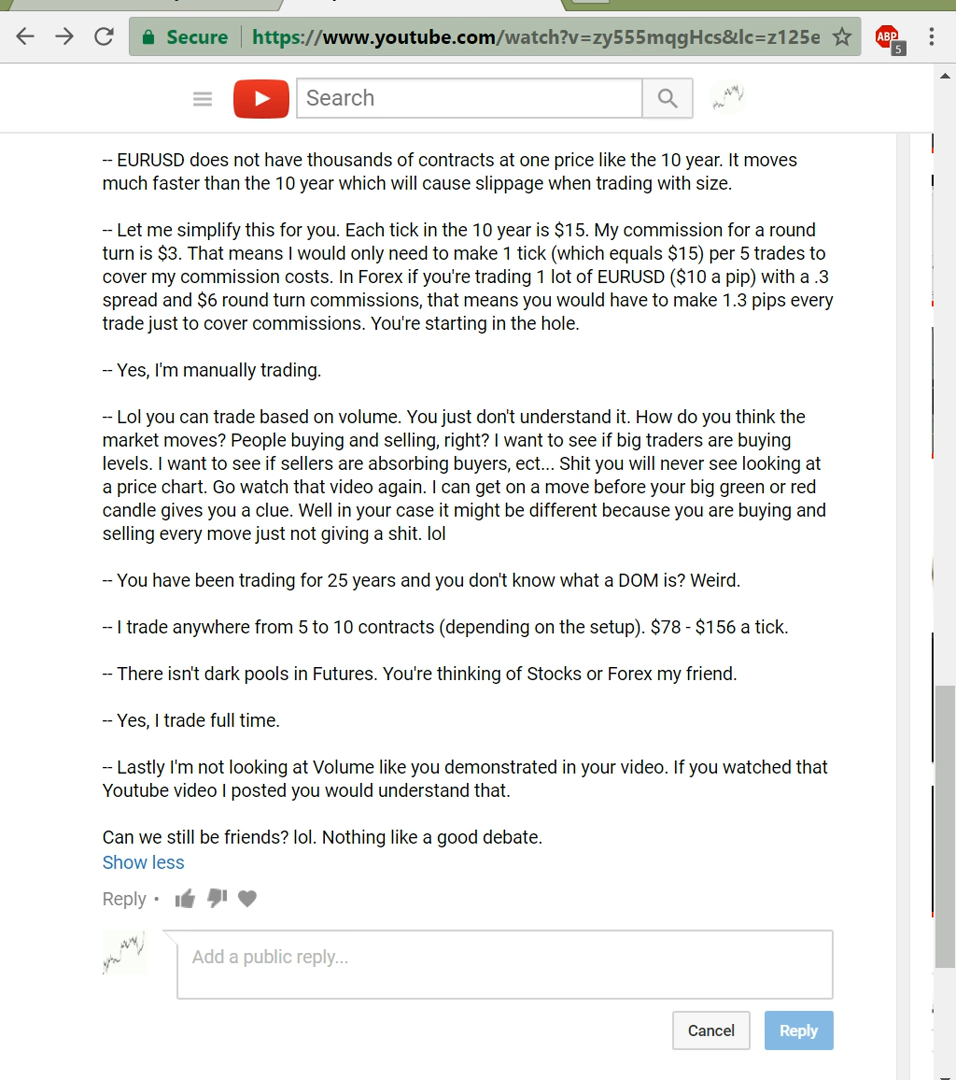 Secure
https://www.youtube.com/watch?v=zy555mqgHcs&lc=z125e
ABP
5
Search
-- EURUSD does not have thousands of contracts at one price like the 10 year. It moves
much faster than the 10 year which will cause slippage when trading with size.
-- Let me simplify this for you. Each tick in the 10 year is $15. My commission for a round
turn is $3. That means I would only need to make 1 tick (which equals $15) per 5 trades to
cover my commission costs. In Forex if you're trading 1 lot of EURUSD ($10 a pip) with a .3
spread and $6 round turn commissions, that means you would have to make 1.3 pips every
trade just to cover commissions. You're starting in the hole.
-- Yes, I'm manually trading.
-- Lol you can trade based on volume. You just don't understand it. How do you think the
market moves? People buying and selling, right? I want to see if big traders are buying
levels. I want to see if sellers are absorbing buyers, ect... Shit you will never see looking at
a price chart. Go watch that video again. I can get on a move before your big green or red
candle gives you a clue. Well in your case it might be different because you are buying and
selling every move just not giving a shit. lol
-- You have been trading for 25 years and you don't know what a DOM is? Weird.
-- I trade anywhere from 5 to 10 contracts (depending on the setup). $78 - $156 a tick.
-- There isn't dark pools in Futures. You're thinking of Stocks or Forex my friend.
-- Yes, I trade full time.
-- Lastly I'm not looking at Volume like you demonstrated in your video. If you watched that
Youtube video I posted you would understand that.
Can we still be friends? lol. Nothing like a good debate.
Show less
Reply •
Add a public reply...
Cancel
Reply